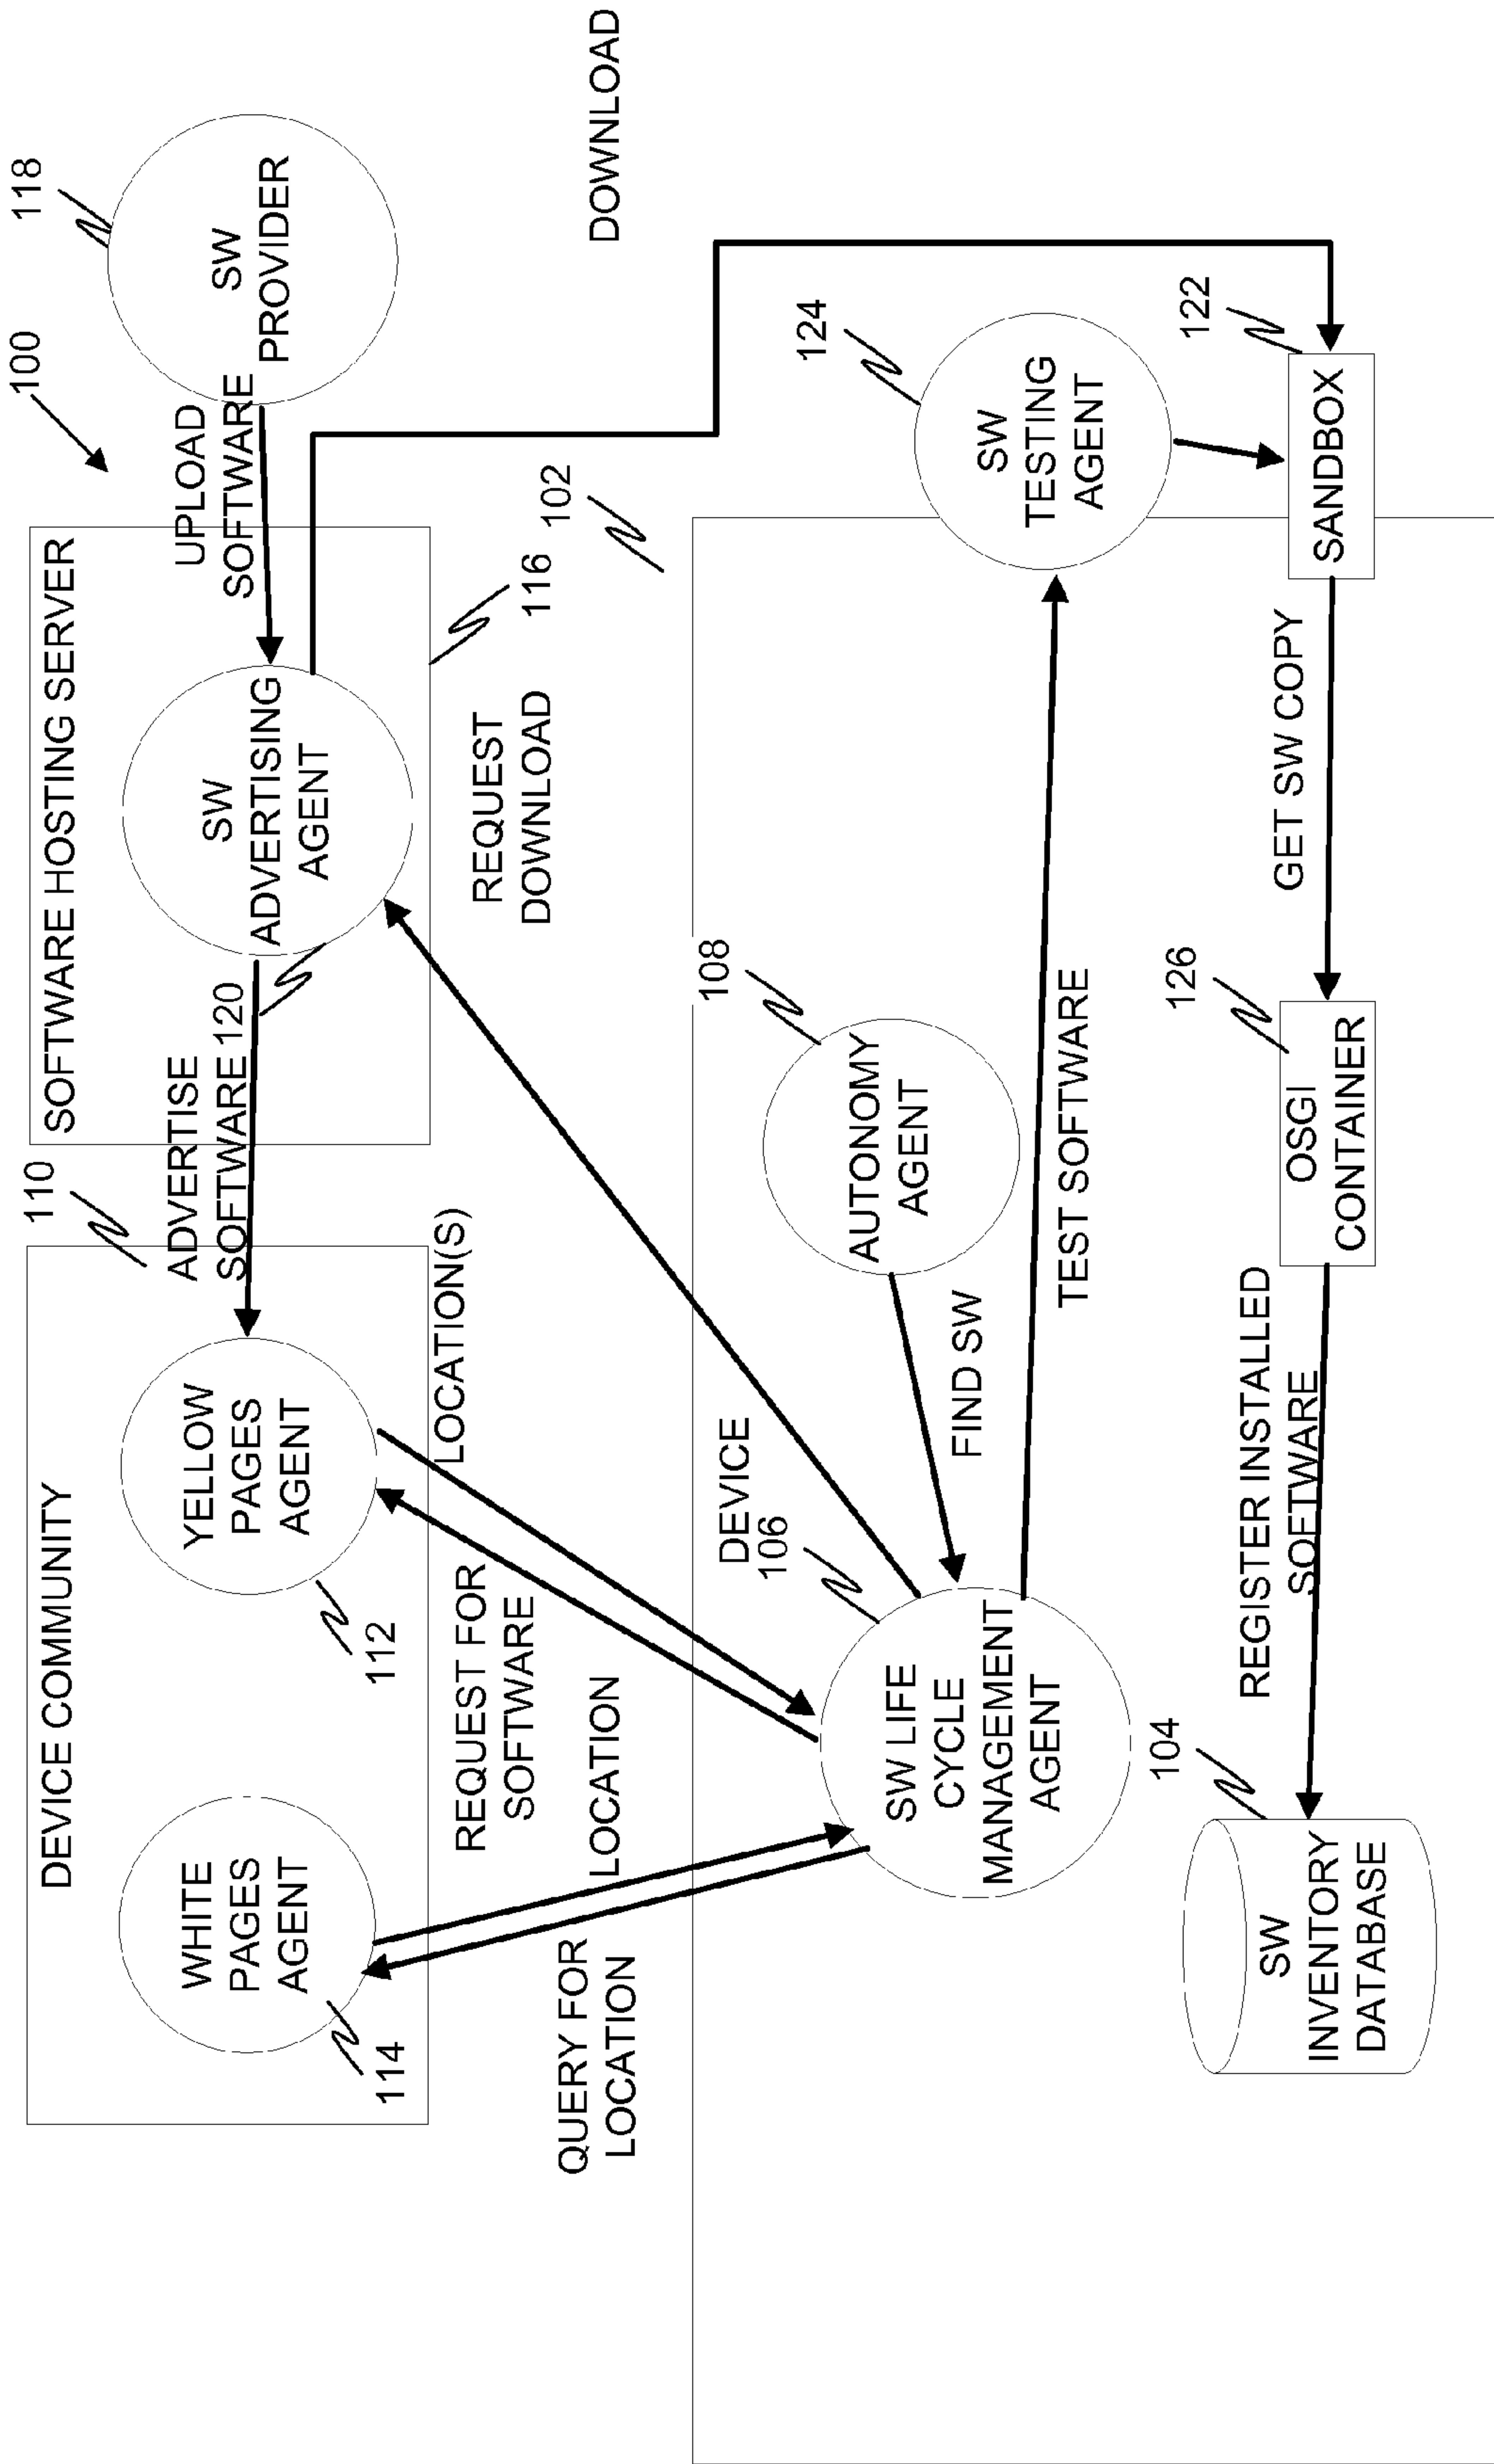 100
118
SW
PROVIDER
UPLOAD
SOFTWARE
SOFTWARE HOSTING SERVER
SW
ADVERTISING
AGENT
116
120
ADVERTISE
SOFTWARE
110
DEVICE COMMUNITY
YELLOW
PAGES
AGENT
112
WHITE
PAGES
AGENT
114
LOCATION(S)
REQUEST FOR
SOFTWARE
LOCATION
QUERY FOR
LOCATION
REQUEST
DOWNLOAD
DOWNLOAD
102
DEVICE
106
SW LIFE
CYCLE
MANAGEMENT
AGENT
FIND SW
108
AUTONOMY
AGENT
124
SW
TESTING
AGENT
TEST SOFTWARE
122
SANDBOX
GET SW COPY
126
OSGI
CONTAINER
REGISTER INSTALLED
SOFTWARE
104
SW
INVENTORY
DATABASE